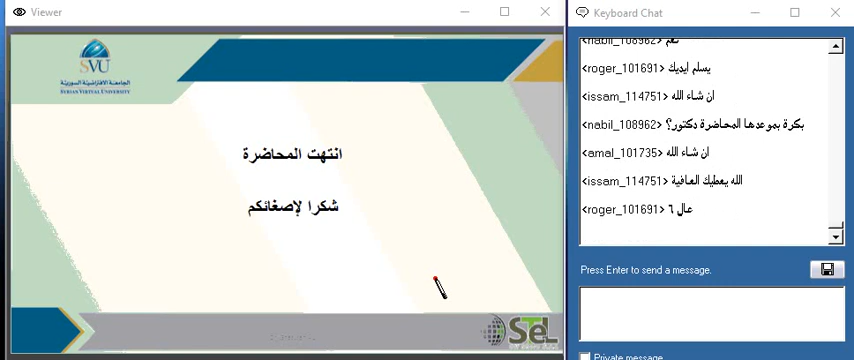 Viewer
SVU
الجامعة الافتراضية السورية
SYRIAN VIRTUAL UNIVERSITY
انتهت المحاضرة
شكرا لإصغائكم
SVTeL
Keyboard Chat
<nabil_108962> نعم
<roger_101691> يسلم ايديك
<issam_114751> ان شاء الله
<nabil_108962> بكرة بموعدها المحاضرة دكتور؟
<amal_101735> ان شاء الله
<issam_114751> الله يعطيك العافية
<roger_101691> عال ٦
Press Enter to send a message.
Private message